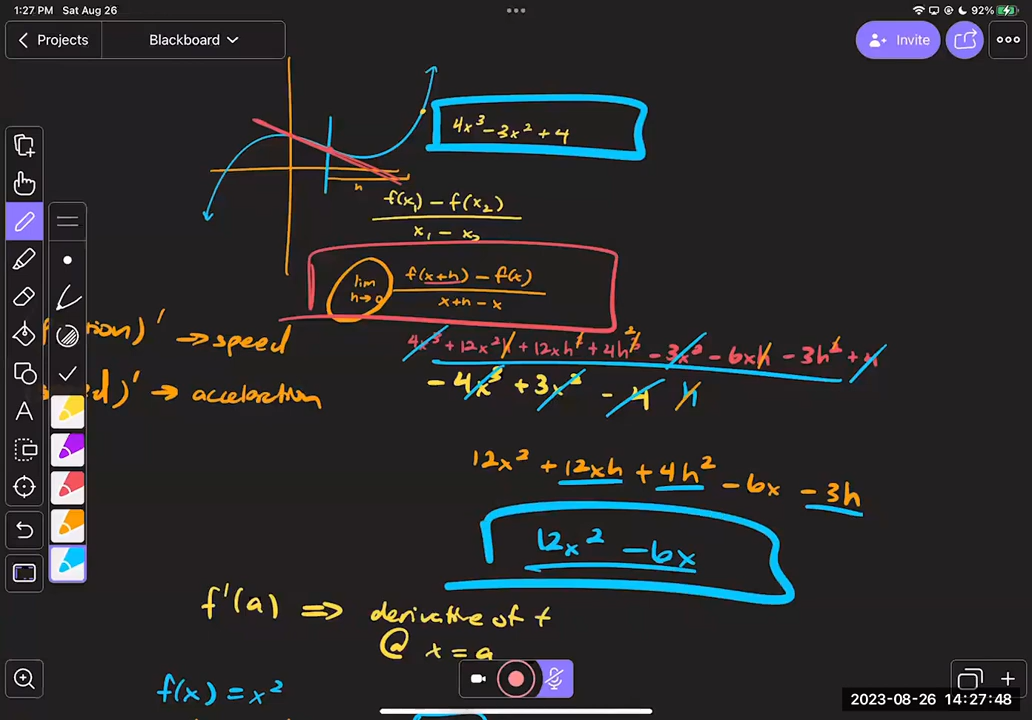 1:27 PM Sat Aug 26
92%
Projects
Blackboard
Invite
4x³ - 3x² + 4
h
f(x₁) - f(x₂)
x₁ - x₂
lim h→0 f(x+h) - f(x)
x+h - x
4x³ + 12x²h + 12xh² + 4h³ - 3x² - 6xh - 3h² + 4
- 4x³ + 3x² - 4
h
)' → speed
)' → acceleration
12x² + 12xh + 4h² - 6x - 3h
12x² - 6x
f'(a) ⇒ derivative of f
@ x = a
f(x) = x²
2023-08-26 14:27:48